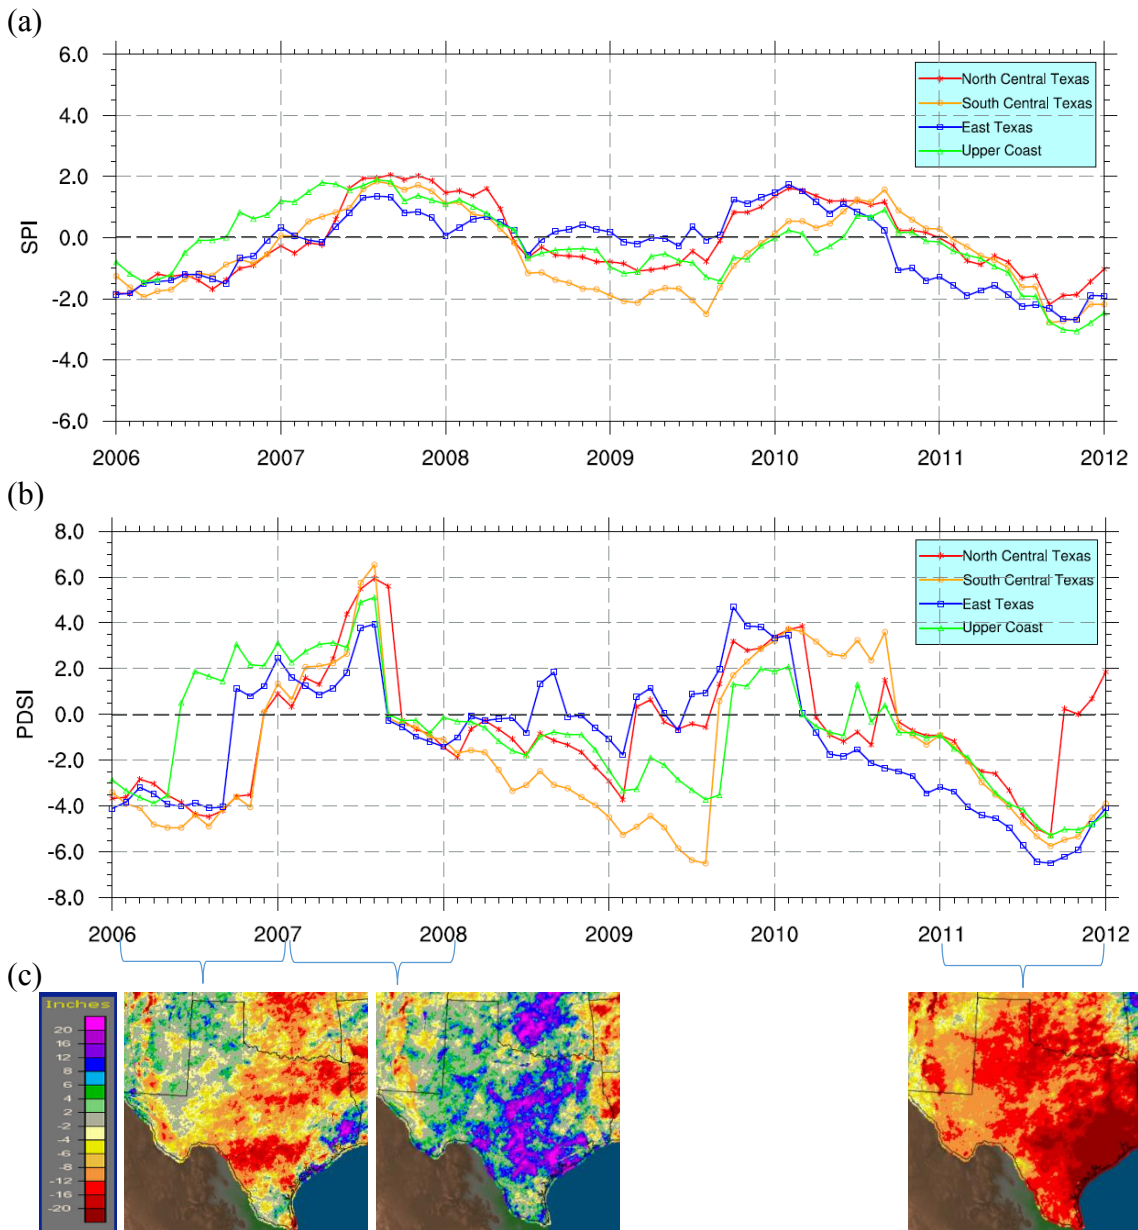 (a)
6.0
4.0
2.0
0.0
-2.0
-4.0
-6.0
SPI
North Central Texas
South Central Texas
East Texas
Upper Coast
2006 2007 2008 2009 2010 2011 2012
(b)
8.0
6.0
4.0
2.0
0.0
-2.0
-4.0
-6.0
-8.0
PDSI
North Central Texas
South Central Texas
East Texas
Upper Coast
2006 2007 2008 2009 2010 2011 2012
(c)
Inches
20
16
12
8
6
4
2
-2
-4
-6
-8
-12
-16
-20